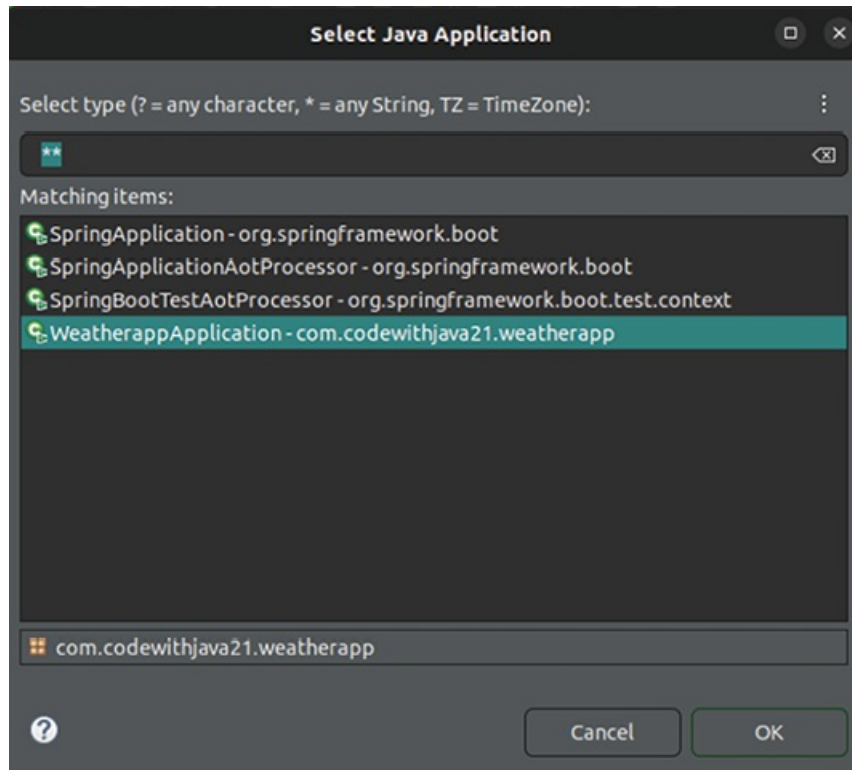 Select Java Application
Select type (? = any character, * = any String, TZ = TimeZone):
**
Matching items:
SpringApplication - org.springframework.boot
SpringApplicationAotProcessor - org.springframework.boot
SpringBootTestAotProcessor - org.springframework.boot.test.context
WeatherappApplication - com.codewithjava21.weatherapp
com.codewithjava21.weatherapp
Cancel OK